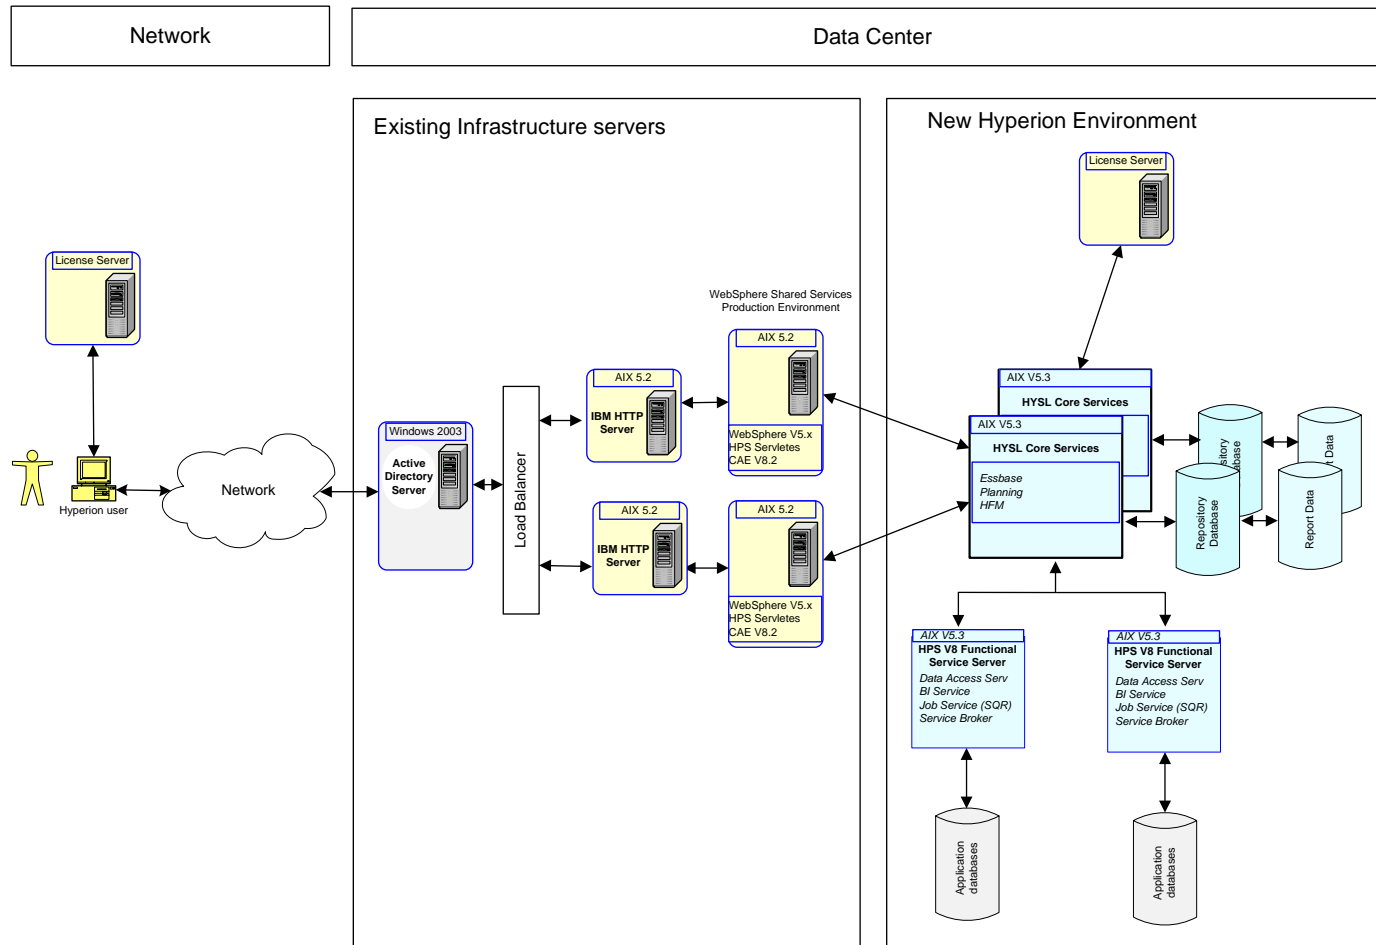 Network
Data Center
Existing Infrastructure servers
New Hyperion Environment
License Server
License Server
WebSphere Shared Services
Production Environment
AIX 5.2
WebSphere V5.x
HPS Servletes
CAE V8.2
AIX 5.2
IBM HTTP
Server
Windows 2003
Active
Directory
Server
Load Balancer
Network
Hyperion user
AIX 5.2
IBM HTTP
Server
AIX 5.2
WebSphere V5.x
HPS Servletes
CAE V8.2
AIX V5.3
HYSL Core Services
AIX V5.3
HYSL Core Services
Essbase
Planning
HFM
Repository
Database
Report Data
AIX V5.3
HPS V8 Functional
Service Server
Data Access Serv
BI Service
Job Service (SQR)
Service Broker
AIX V5.3
HPS V8 Functional
Service Server
Data Access Serv
BI Service
Job Service (SQR)
Service Broker
Application
databases
Application
databases